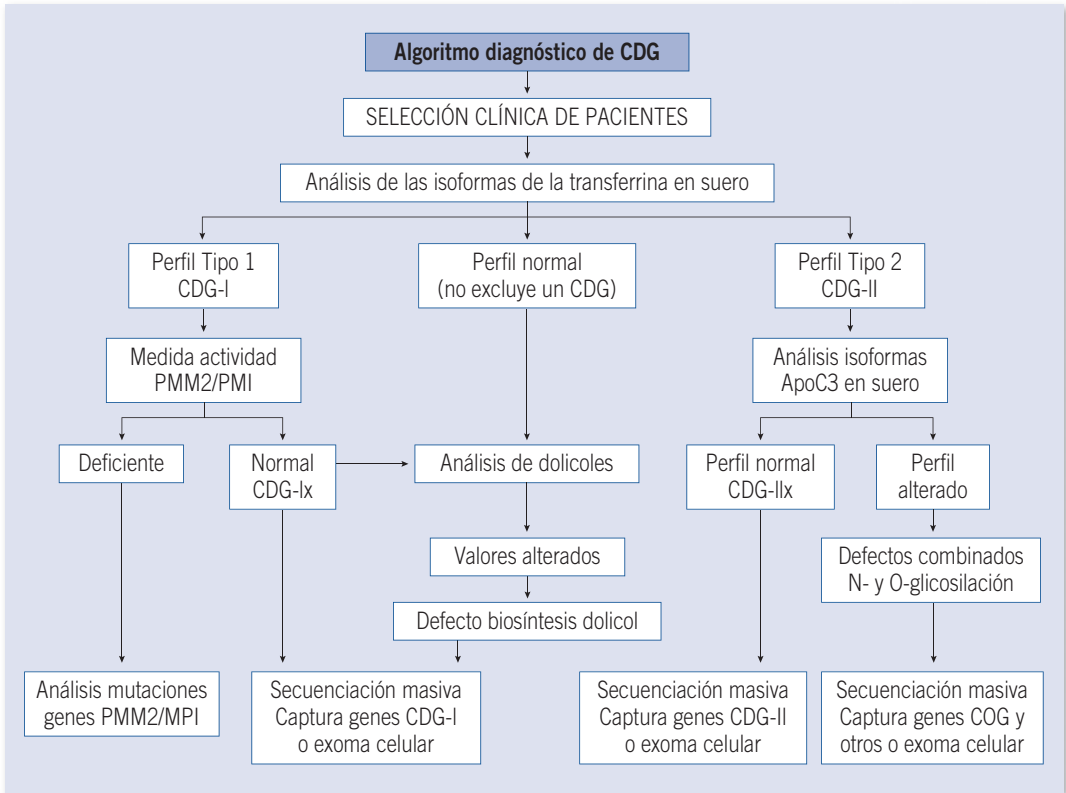 Algoritmo diagnóstico de CDG
SELECCIÓN CLÍNICA DE PACIENTES
Análisis de las isoformas de la transferrina en suero
Perfil Tipo 1
CDG-I
Perfil normal
(no excluye un CDG)
Perfil Tipo 2
CDG-II
Medida actividad
PMM2/PMI
Análisis isoformas
ApoC3 en suero
Deficiente
Normal
CDG-Ix
Análisis de dolicoles
Perfil normal
CDG-IIx
Perfil
alterado
Valores alterados
Defectos combinados
N- y O-glicosilación
Defecto biosíntesis dolicol
Análisis mutaciones
genes PMM2/MPI
Secuenciación masiva
Captura genes CDG-I
o exoma celular
Secuenciación masiva
Captura genes CDG-II
o exoma celular
Secuenciación masiva
Captura genes COG y
otros o exoma celular